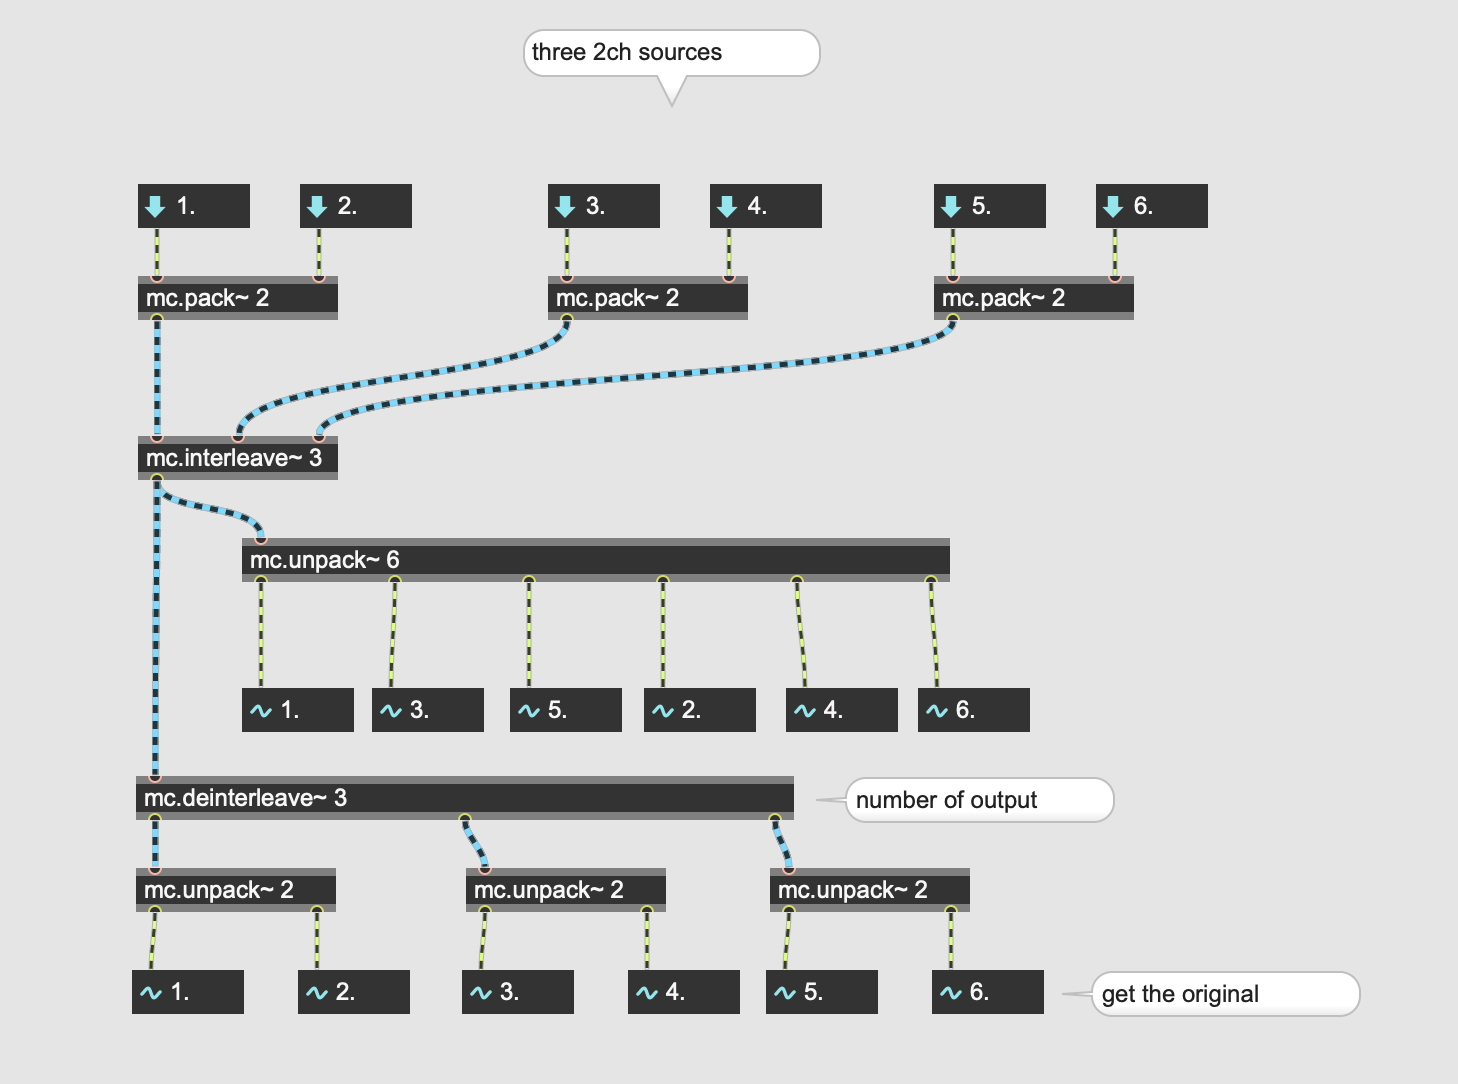 three 2ch sources
1.
2.
3.
4.
5.
6.
mc.pack~ 2
mc.pack~ 2
mc.pack~ 2
mc.interleave~ 3
mc.unpack~ 6
1.
3.
5.
2.
4.
6.
mc.deinterleave~ 3
number of output
mc.unpack~ 2
mc.unpack~ 2
mc.unpack~ 2
1.
2.
3.
4.
5.
6.
get the original